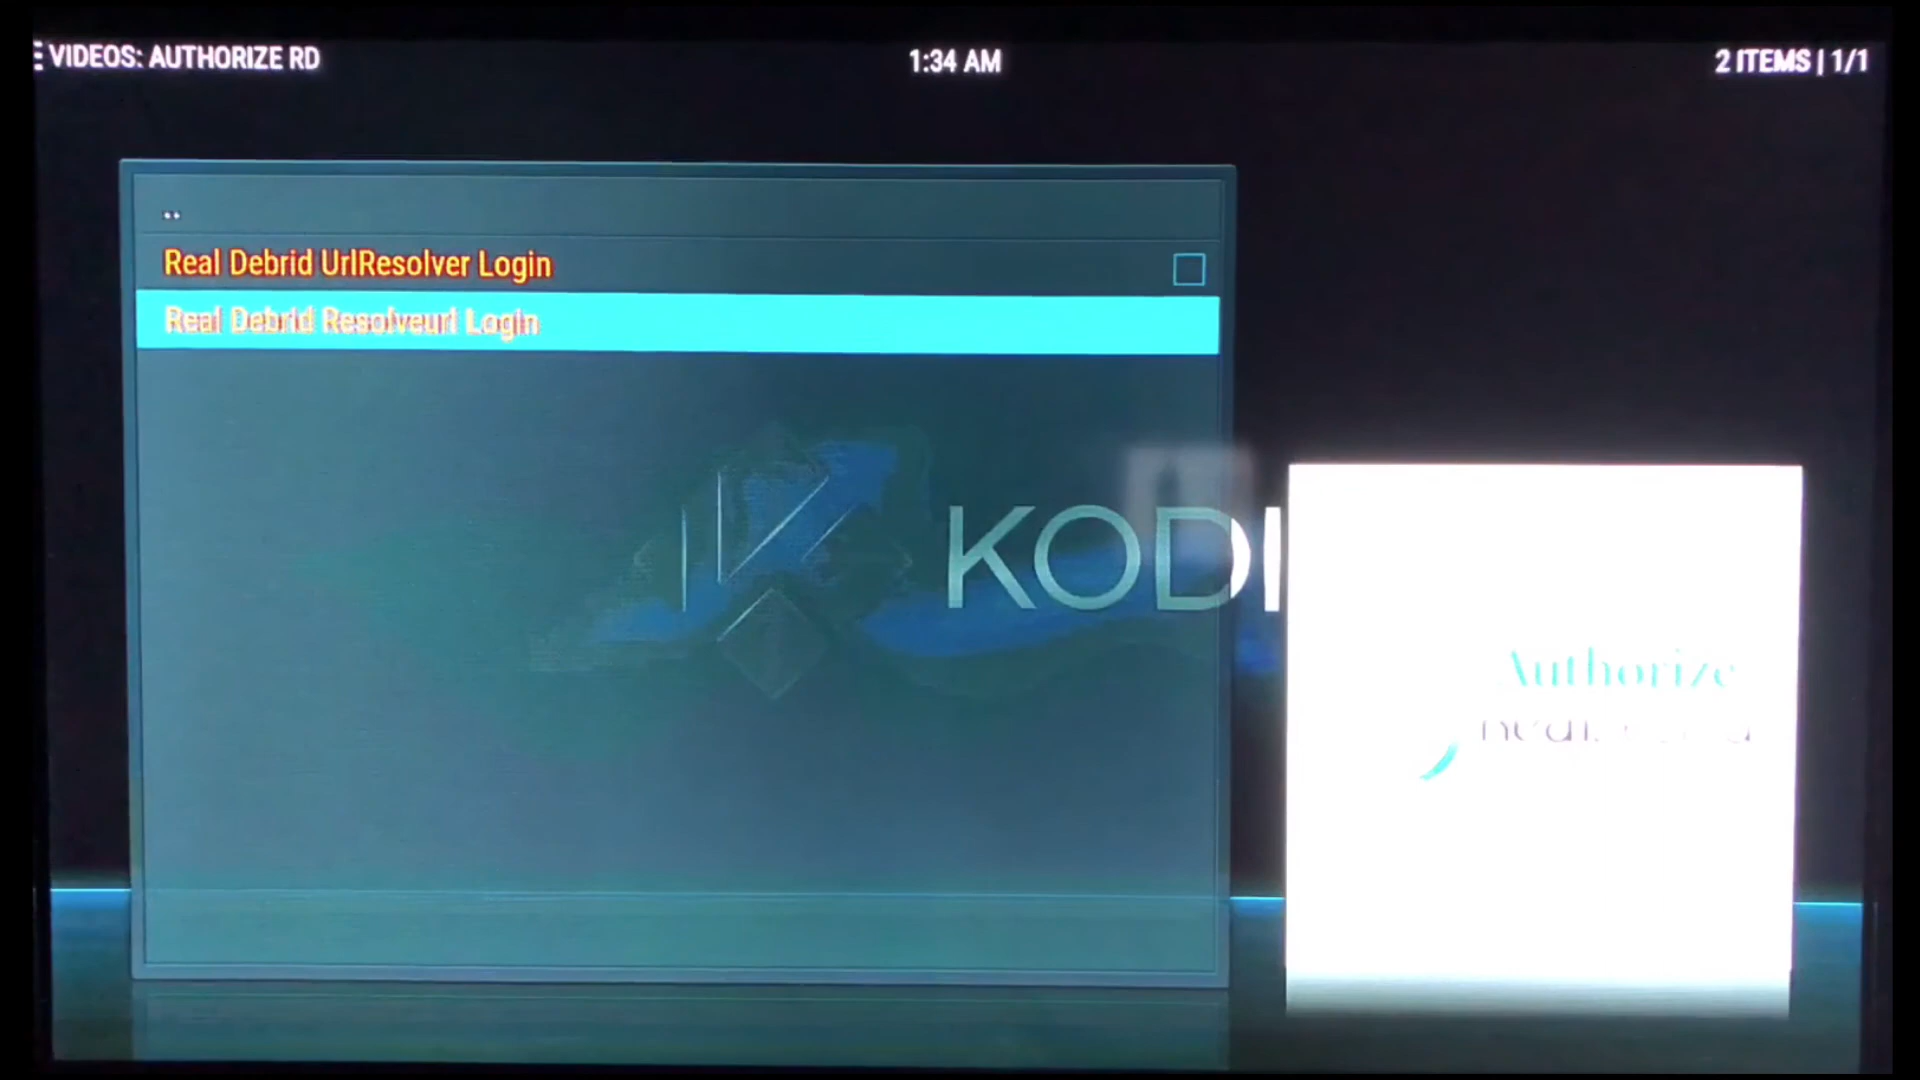 VIDEOS: AUTHORIZE RD
1:34 AM
2 ITEMS | 1/1
..
Real Debrid UrlResolver Login
Real Debrid Resolveurl Login
KODI
Authorize